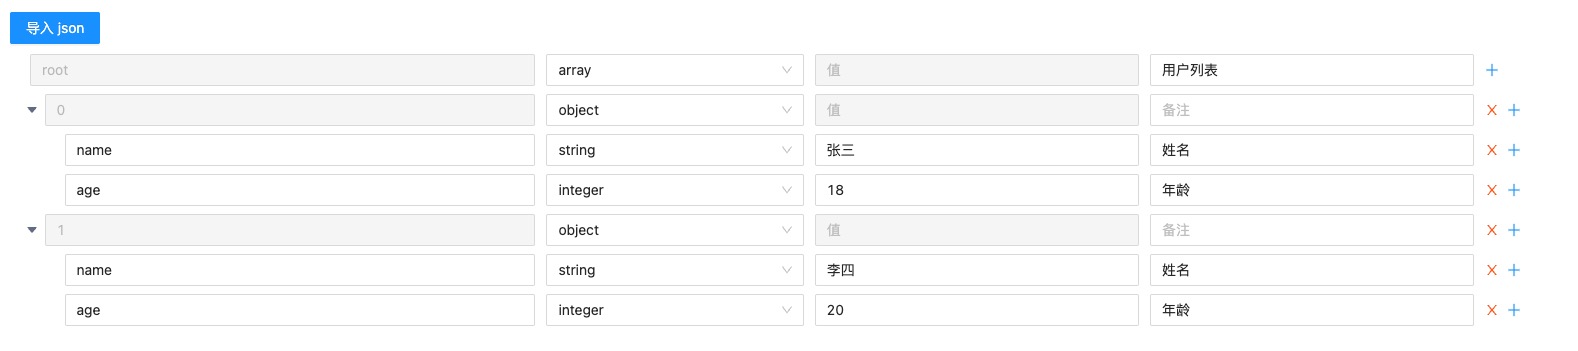 导入 json
root array 值 用户列表
0 object 值 备注
name string 张三 姓名
age integer 18 年龄
1 object 值 备注
name string 李四 姓名
age integer 20 年龄